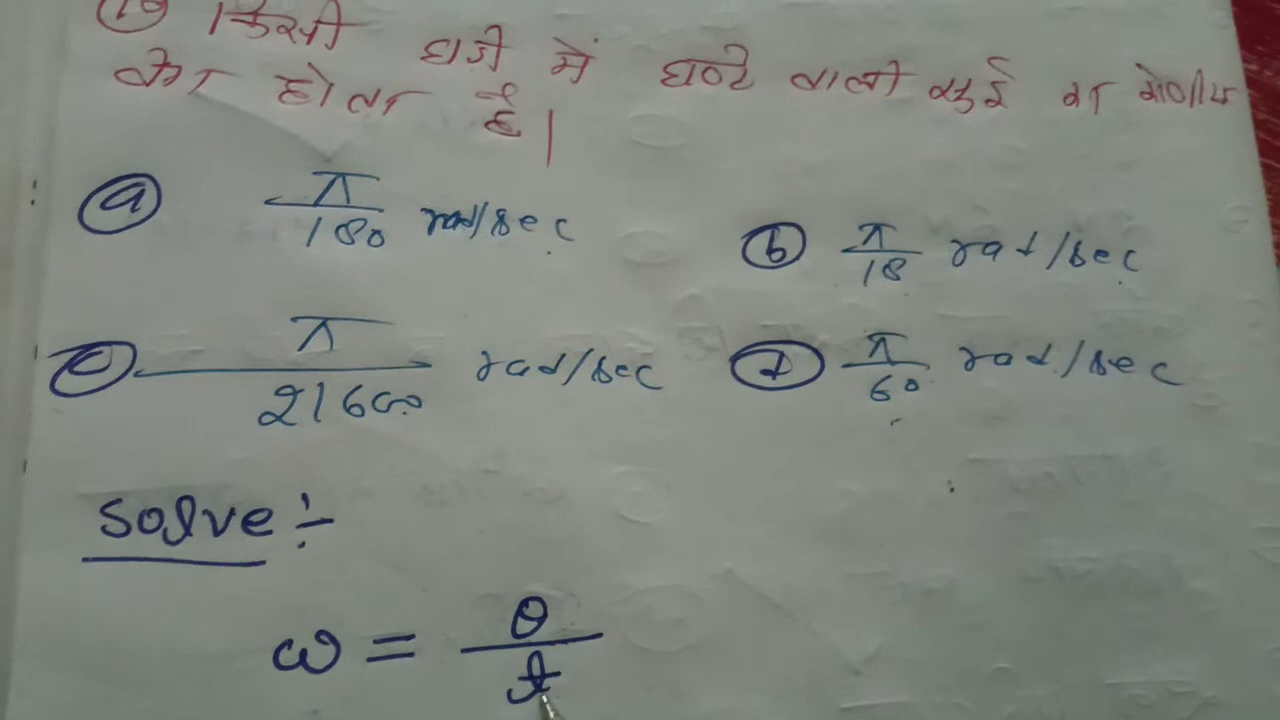 किसी घड़ी में घण्टे वाली सुई का कोणीय
का होता है।
(a) π/180 rad/sec
(b) π/18 rad/sec
(c) π/21600 rad/sec
(d) π/60 rad/sec
Solve :-
ω = θ/t